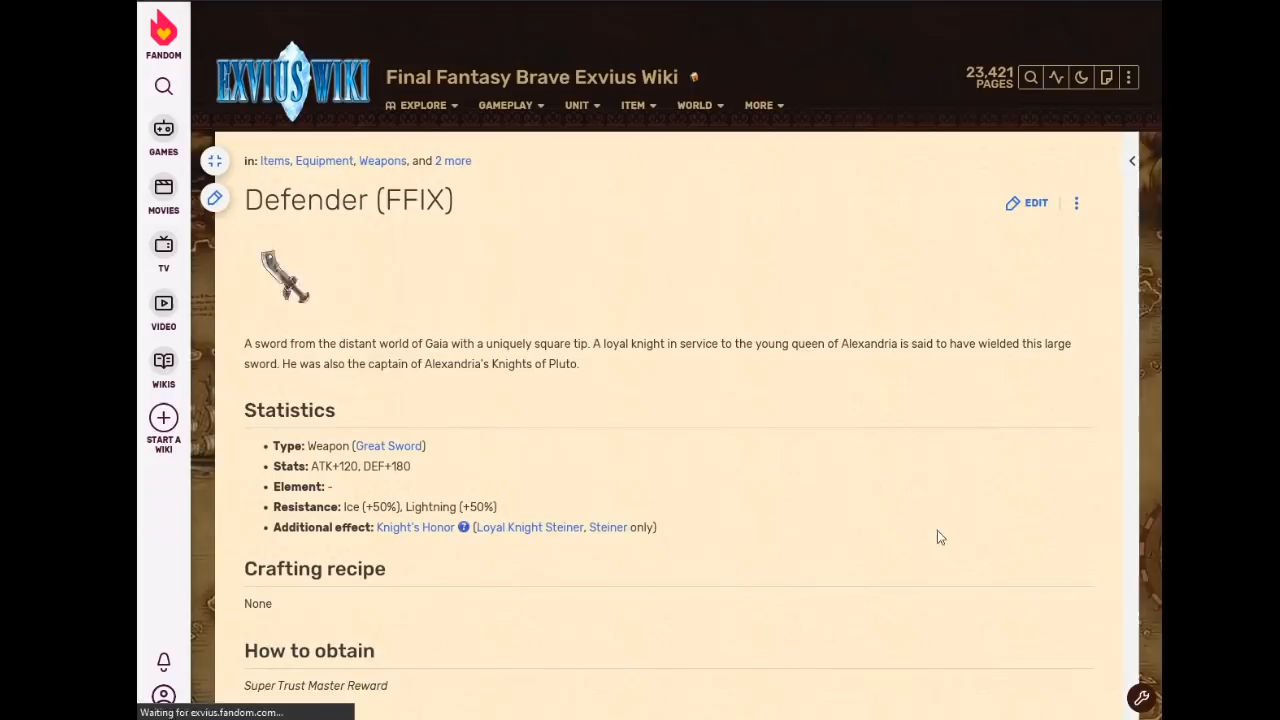 FANDOM
GAMES
MOVIES
TV
VIDEO
WIKIS
START A
WIKI
EXVIUS WIKI
Final Fantasy Brave Exvius Wiki
23,421
PAGES
EXPLORE
GAMEPLAY
UNIT
ITEM
WORLD
MORE
in: Items, Equipment, Weapons, and 2 more
Defender (FFIX)
EDIT
A sword from the distant world of Gaia with a uniquely square tip. A loyal knight in service to the young queen of Alexandria is said to have wielded this large
sword. He was also the captain of Alexandria's Knights of Pluto.
Statistics
• Type: Weapon (Great Sword)
• Stats: ATK+120, DEF+180
• Element: -
• Resistance: Ice (+50%), Lightning (+50%)
• Additional effect: Knight's Honor ? (Loyal Knight Steiner, Steiner only)
Crafting recipe
None
How to obtain
Super Trust Master Reward
Waiting for exvius.fandom.com...